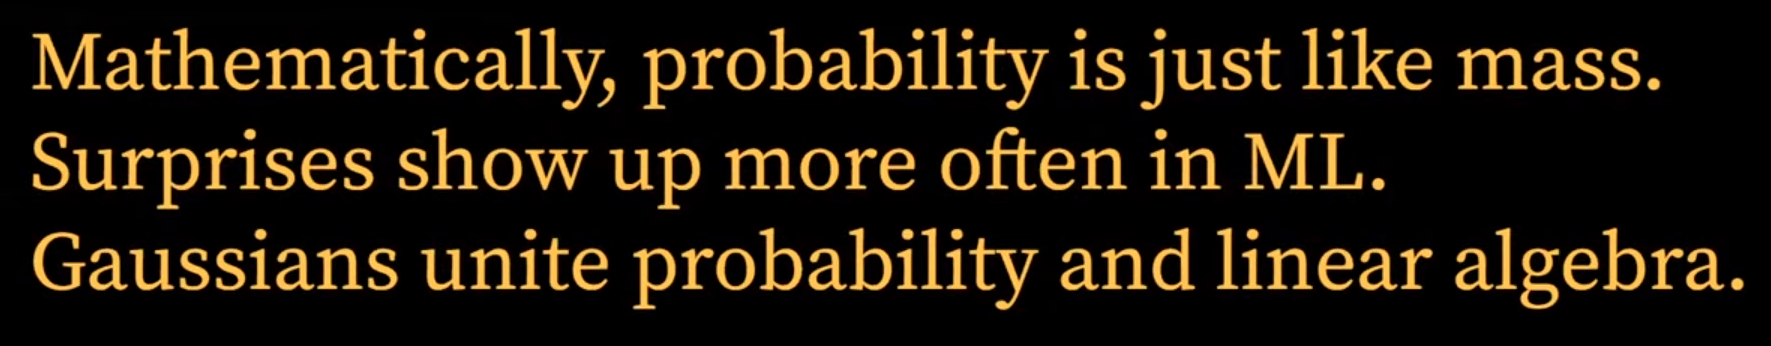 Mathematically, probability is just like mass.
Surprises show up more often in ML.
Gaussians unite probability and linear algebra.